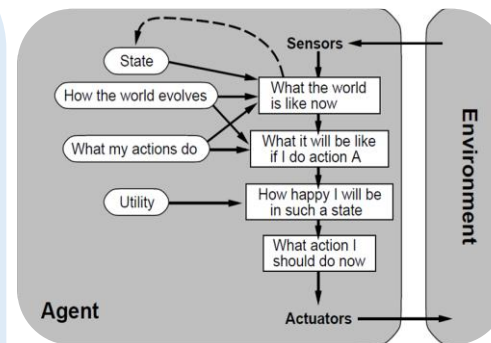 Sensors
State
How the world evolves
What the world
is like now
What my actions do
What it will be like
if I do action A
Utility
How happy I will be
in such a state
What action I
should do now
Agent
Actuators
Environment